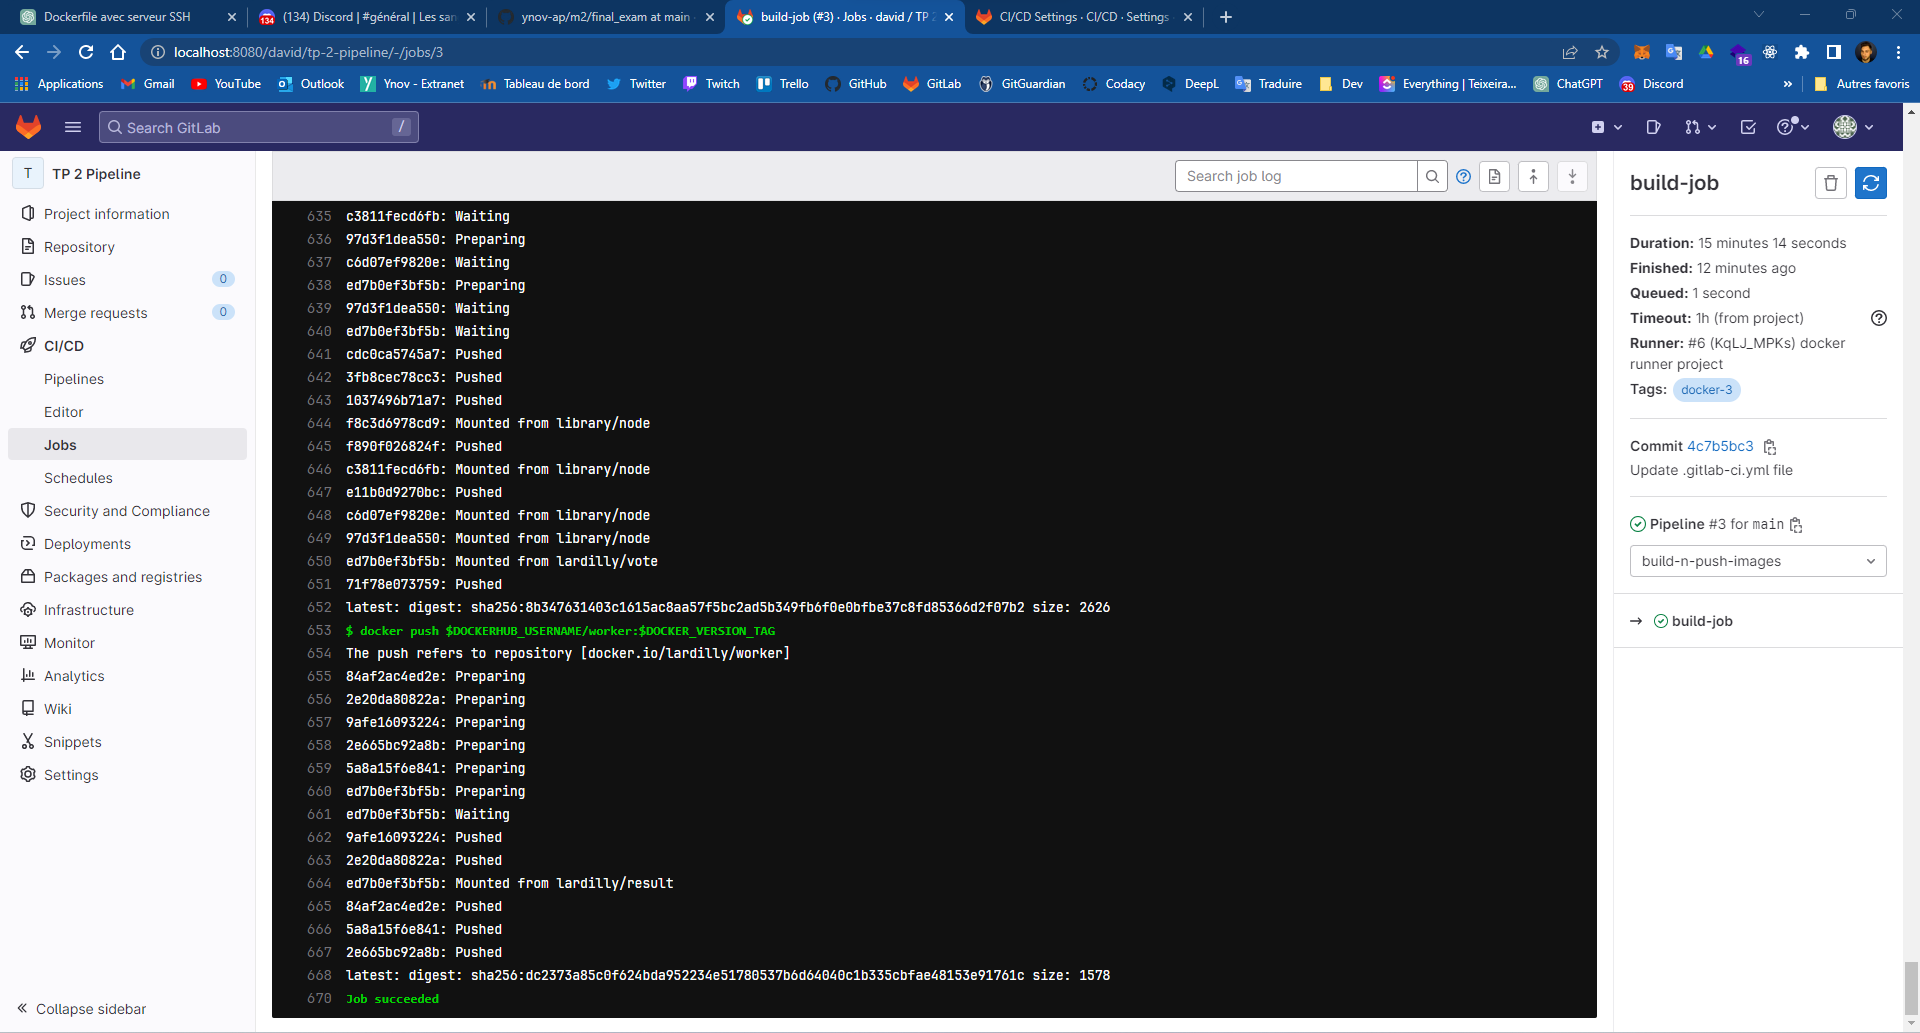 Dockerfile avec serveur SSH
(134) Discord | #général | Les san
ynov-ap/m2/final_exam at main
build-job (#3) · Jobs · david / TP 2
CI/CD Settings · CI/CD · Settings
localhost:8080/david/tp-2-pipeline/-/jobs/3
16
Applications
Gmail
YouTube
Outlook
Ynov - Extranet
Tableau de bord
Twitter
Twitch
Trello
GitHub
GitLab
GitGuardian
Codacy
DeepL
Traduire
Dev
Everything | Teixeira...
ChatGPT
39 Discord
»
Autres favoris
Search GitLab /
T TP 2 Pipeline
Project information
Repository
Issues 0
Merge requests 0
CI/CD
Pipelines
Editor
Jobs
Schedules
Security and Compliance
Deployments
Packages and registries
Infrastructure
Monitor
Analytics
Wiki
Snippets
Settings
Collapse sidebar
Search job log
635 c3811fecd6fb: Waiting
636 97d3f1dea550: Preparing
637 c6d07ef9820e: Waiting
638 ed7b0ef3bf5b: Preparing
639 97d3f1dea550: Waiting
640 ed7b0ef3bf5b: Waiting
641 cdc0ca5745a7: Pushed
642 3fb8cec78cc3: Pushed
643 1037496b71a7: Pushed
644 f8c3d6978cd9: Mounted from library/node
645 f890f026824f: Pushed
646 c3811fecd6fb: Mounted from library/node
647 e11b0d9270bc: Pushed
648 c6d07ef9820e: Mounted from library/node
649 97d3f1dea550: Mounted from library/node
650 ed7b0ef3bf5b: Mounted from lardilly/vote
651 71f78e073759: Pushed
652 latest: digest: sha256:8b347631403c1615ac8aa57f5bc2ad5b349fb6f0e0bfbe37c8fd85366d2f07b2 size: 2626
653 $ docker push $DOCKERHUB_USERNAME/worker:$DOCKER_VERSION_TAG
654 The push refers to repository [docker.io/lardilly/worker]
655 84af2ac4ed2e: Preparing
656 2e20da80822a: Preparing
657 9afe16093224: Preparing
658 2e665bc92a8b: Preparing
659 5a8a15f6e841: Preparing
660 ed7b0ef3bf5b: Preparing
661 ed7b0ef3bf5b: Waiting
662 9afe16093224: Pushed
663 2e20da80822a: Pushed
664 ed7b0ef3bf5b: Mounted from lardilly/result
665 84af2ac4ed2e: Pushed
666 5a8a15f6e841: Pushed
667 2e665bc92a8b: Pushed
668 latest: digest: sha256:dc2373a85c0f624bda952234e51780537b6d64040c1b335cbfae48153e91761c size: 1578
670 Job succeeded
build-job
Duration: 15 minutes 14 seconds
Finished: 12 minutes ago
Queued: 1 second
Timeout: 1h (from project)
Runner: #6 (KqLJ_MPKs) docker
runner project
Tags: docker-3
Commit 4c7b5bc3
Update .gitlab-ci.yml file
Pipeline #3 for main
build-n-push-images
→ build-job